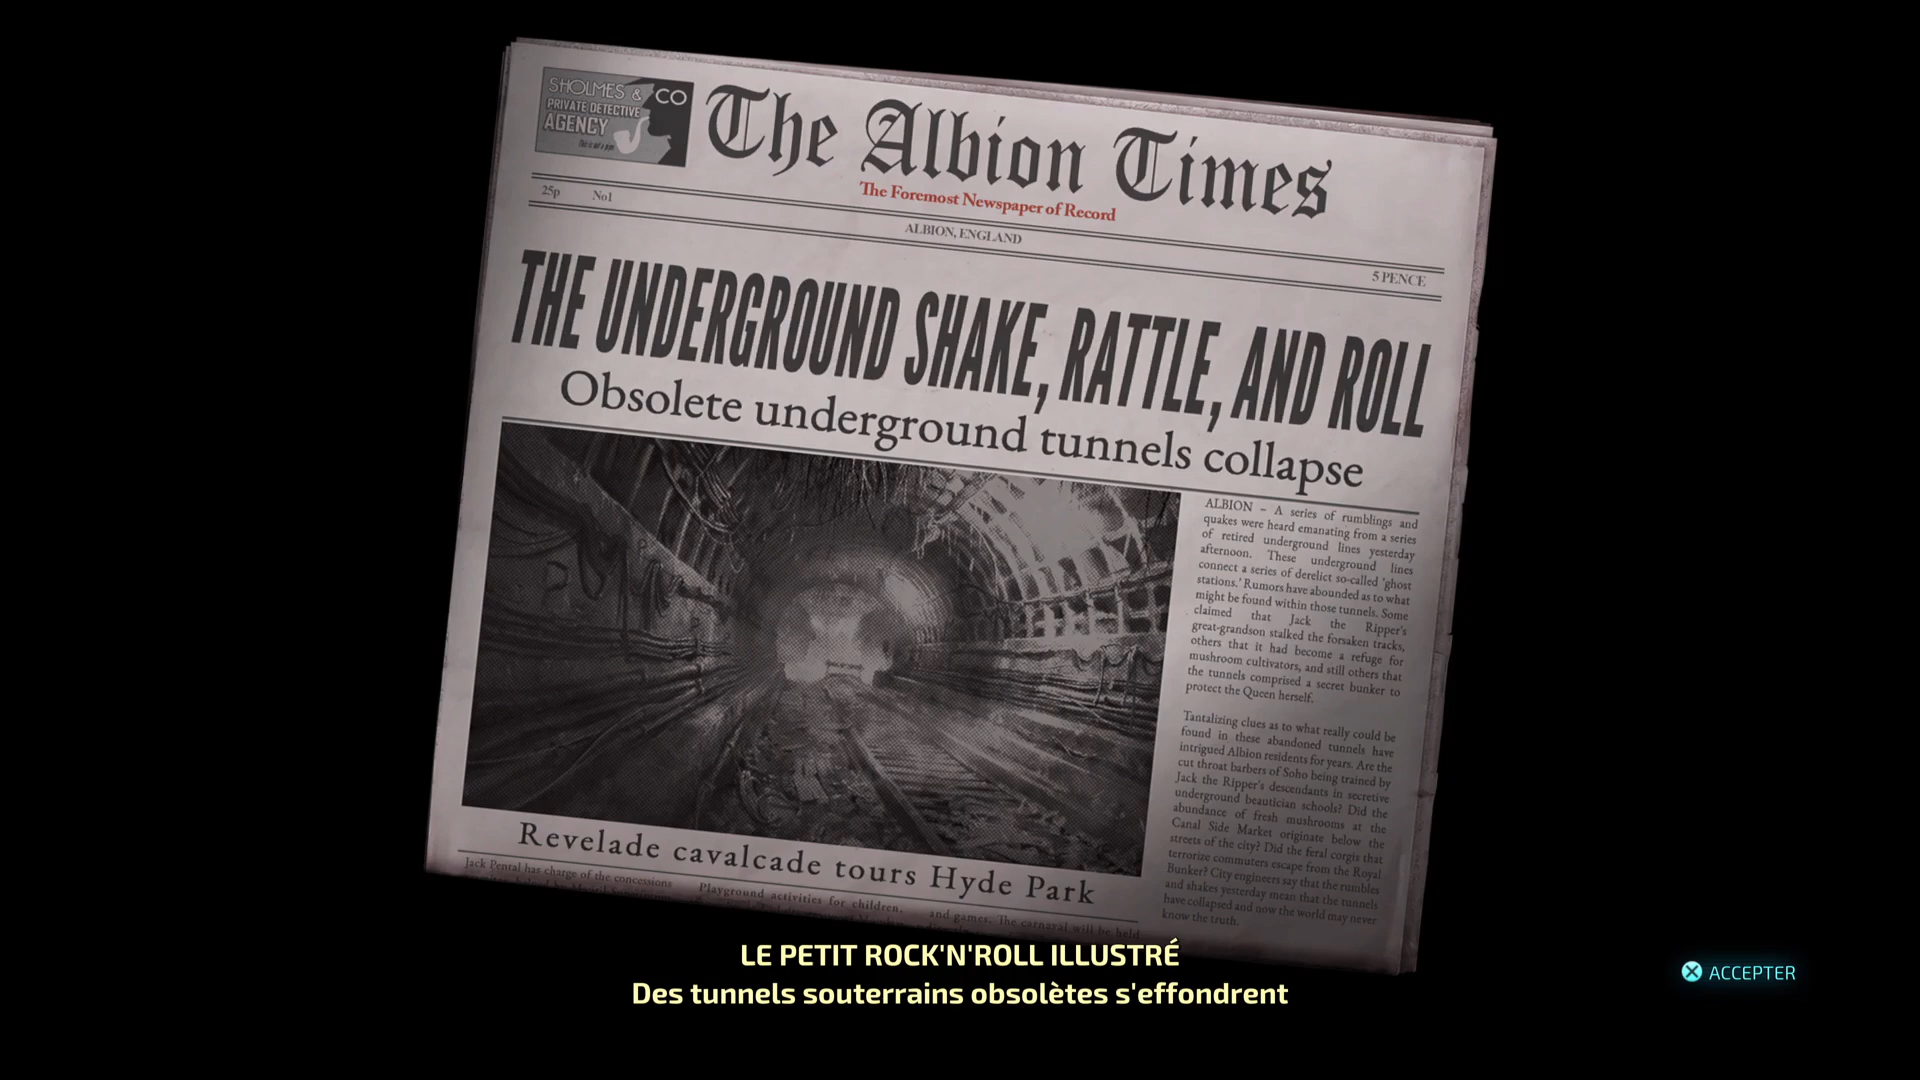 SHOLMES & CO
PRIVATE DETECTIVE
AGENCY
This is not a pipe
The Albion Times
The Foremost Newspaper of Record
25p No1
ALBION, ENGLAND
5 PENCE
THE UNDERGROUND SHAKE, RATTLE, AND ROLL
Obsolete underground tunnels collapse
ALBION – A series of rumblings and
quakes were heard emanating from a series
of retired underground lines yesterday
afternoon. These underground lines
connect a series of derelict so-called 'ghost
stations.' Rumors have abounded as to what
might be found within those tunnels. Some
claimed that Jack the Ripper's
great-grandson stalked the forsaken tracks,
others that it had become a refuge for
mushroom cultivators, and still others that
the tunnels comprised a secret bunker to
protect the Queen herself.
Tantalizing clues as to what really could be
found in these abandoned tunnels have
intrigued Albion residents for years. Are the
cut throat barbers of Soho being trained by
Jack the Ripper's descendants in secretive
underground beautician schools? Did the
abundance of fresh mushrooms at the
Canal Side Market originate below the
streets of the city? Did the feral corgis that
terrorize commuters escape from the Royal
Bunker? City engineers say that the rumbles
and shakes yesterday mean that the tunnels
have collapsed and now the world may never
know the truth.
Revelade cavalcade tours Hyde Park
Jack Pental has charge of the concessions
Playground activities for children,
and games. The carnaval will be held
LE PETIT ROCK'N'ROLL ILLUSTRÉ
Des tunnels souterrains obsolètes s'effondrent
ACCEPTER